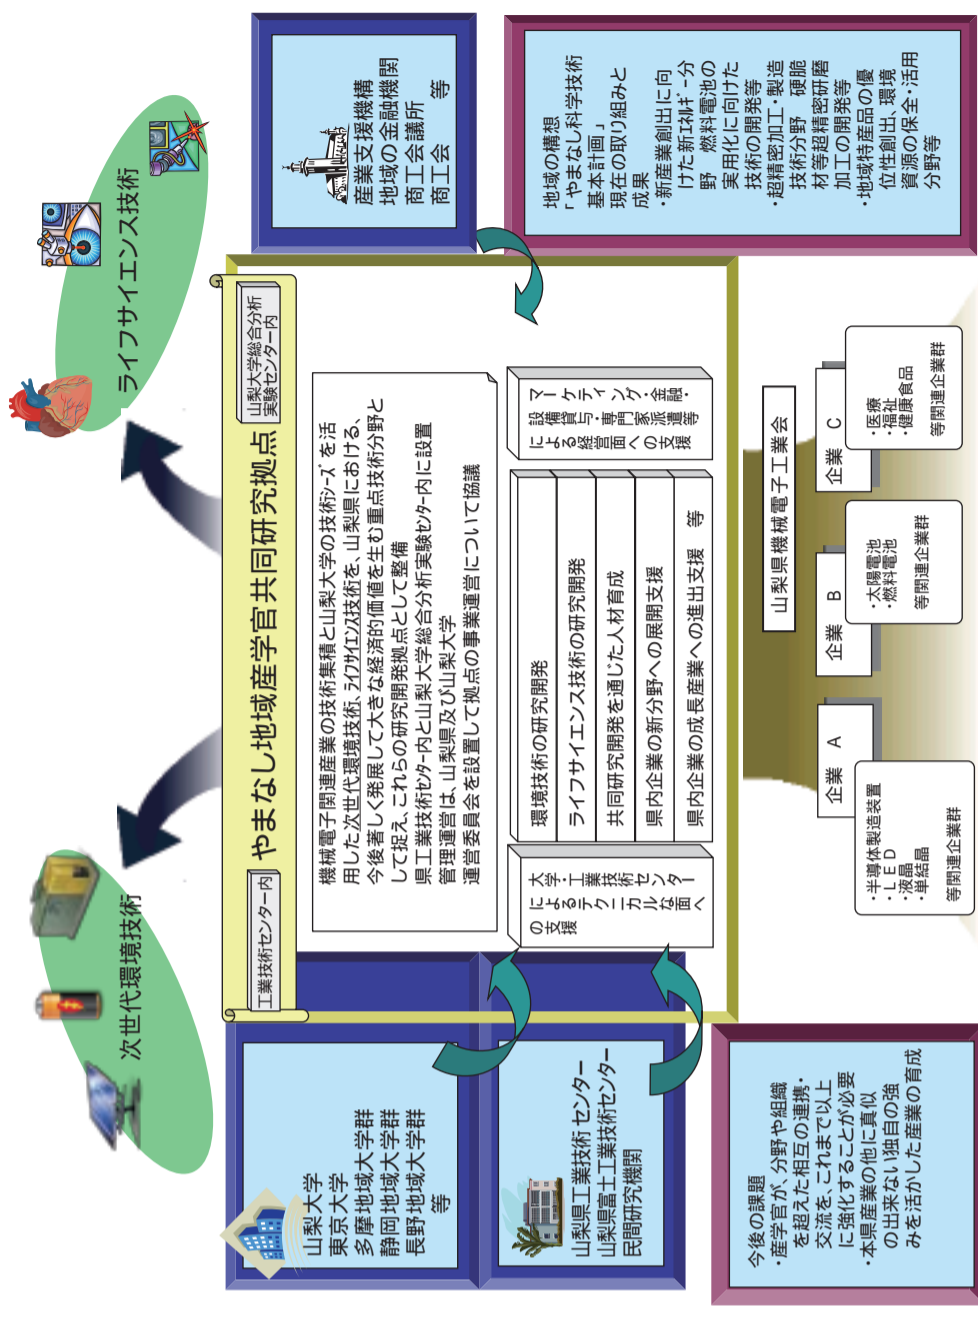 次世代環境技術
ライフサイエンス技術
工業技術センター内
やまなし地域産学官共同研究拠点
山梨大学総合分析
実験センター内
機械電子関連産業の技術集積と山梨大学の技術シーズを活
用した次世代環境技術、ライフサイエンス技術を、山梨県における、
今後著しく発展して大きな経済的価値を生む重点技術分野と
して捉え、これらの研究開発拠点として整備
県工業技術センター内と山梨大学総合分析実験センター内に設置
管理運営は、山梨県及び山梨大学
運営委員会を設置して拠点の事業運営について協議
山梨大学
東京大学
多摩地域大学群
静岡地域大学群
長野地域大学群
等
山梨県工業技術センター
山梨県富士工業技術センター
民間研究機関
産業支援機構
地域の金融機関
商工会議所
商工会 等
大学・工業技術センター
によるテクニカルな面へ
の支援
環境技術の研究開発
ライフサイエンス技術の研究開発
共同研究開発を通じた人材育成
県内企業の新分野への展開支援
県内企業の成長産業への進出支援 等
マーケティング・金融・
設備貸与・専門家派遣等
による経営面への支援
今後の課題
・産学官が、分野や組織
を超えた相互の連携・
交流を、これまで以上
に強化することが必要
・本県産業の他に真似
の出来ない独自の強
みを活かした産業の育成
地域の構想
「やまなし科学技術
基本計画」
現在の取り組みと
成果
・新産業創出に向
けた新エネルギー分
野 燃料電池の
実用化に向けた
技術の開発等
・超精密加工・製造
技術分野 硬脆
材等超精密研磨
加工の開発等
・地域特産品の優
位性創出、環境
資源の保全・活用
分野等
山梨県機械電子工業会
企業 A
・半導体製造装置
・ＬＥＤ
・液晶
・単結晶
等関連企業群
企業 B
・太陽電池
・燃料電池
等関連企業群
企業 C
・医療
・福祉
・健康食品
等関連企業群